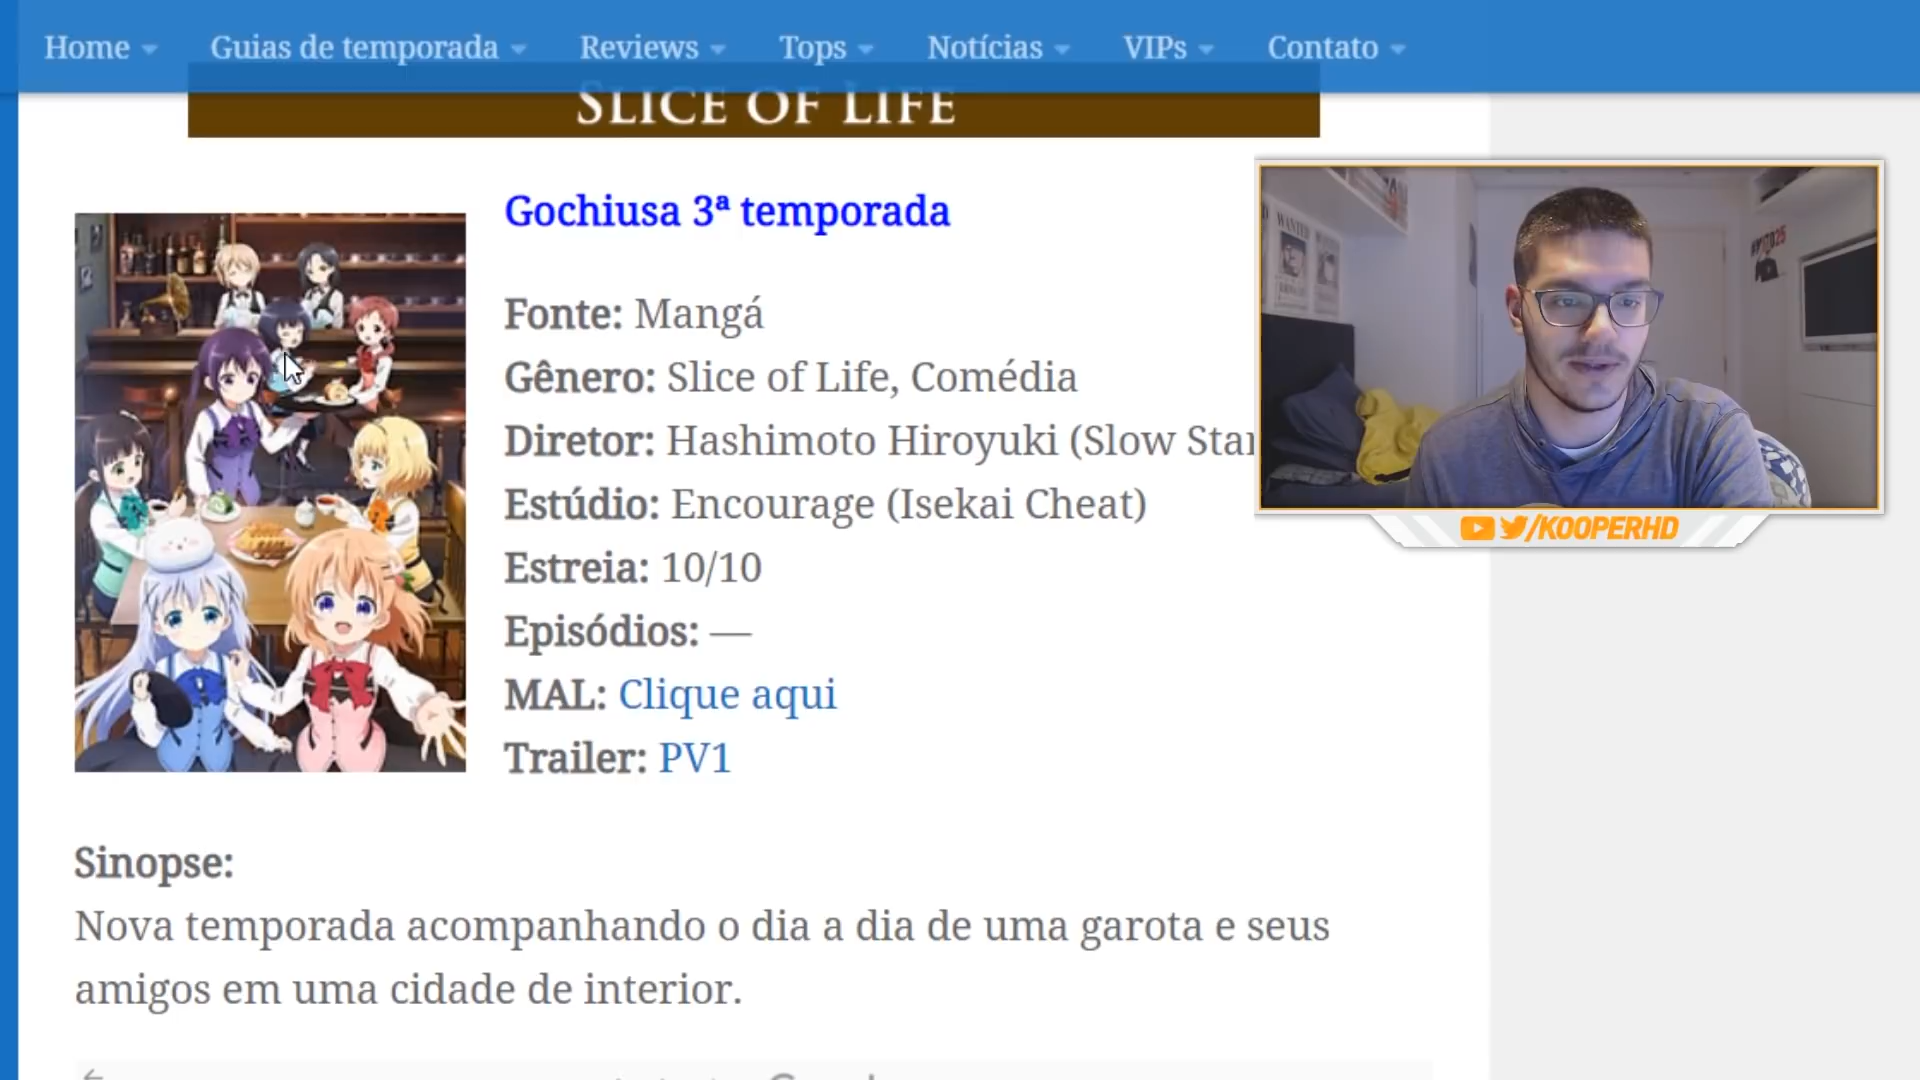 Home Guias de temporada Reviews Tops Notícias VIPs Contato
SLICE OF LIFE
Gochiusa 3ª temporada
Fonte: Mangá
Gênero: Slice of Life, Comédia
Diretor: Hashimoto Hiroyuki (Slow
Estúdio: Encourage (Isekai Cheat)
Estreia: 10/10
Episódios: —
MAL: Clique aqui
Trailer: PV1
WANTED
/KOOPERHD
Sinopse:
Nova temporada acompanhando o dia a dia de uma garota e seus
amigos em uma cidade de interior.